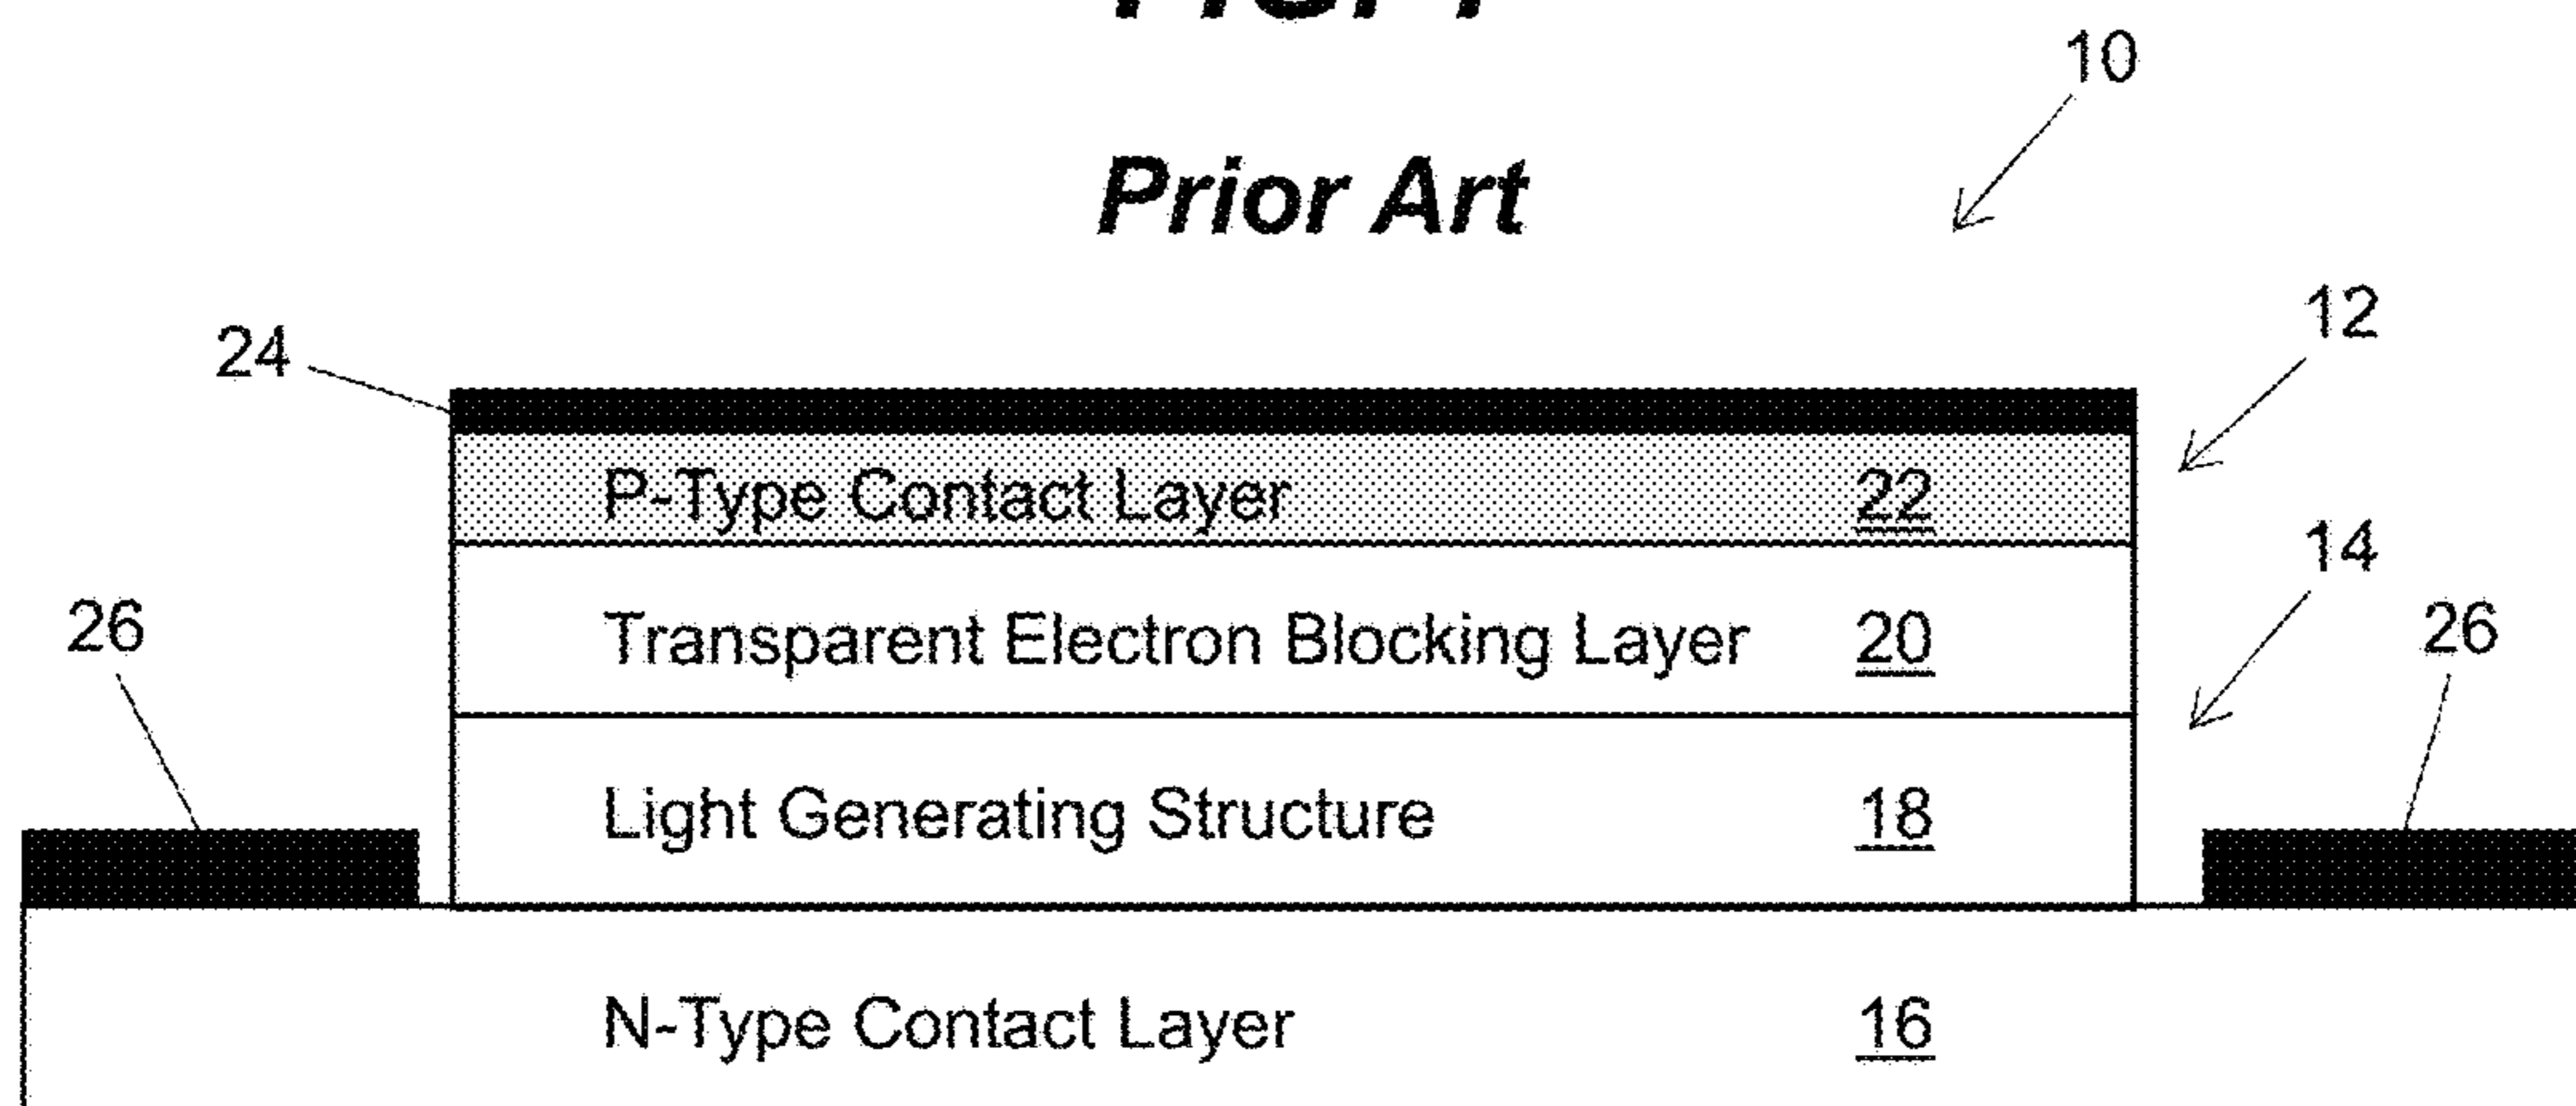 Prior Art
10
12
24
P-Type Contact Layer 22
14
26
Transparent Electron Blocking Layer 20
26
Light Generating Structure 18
N-Type Contact Layer 16